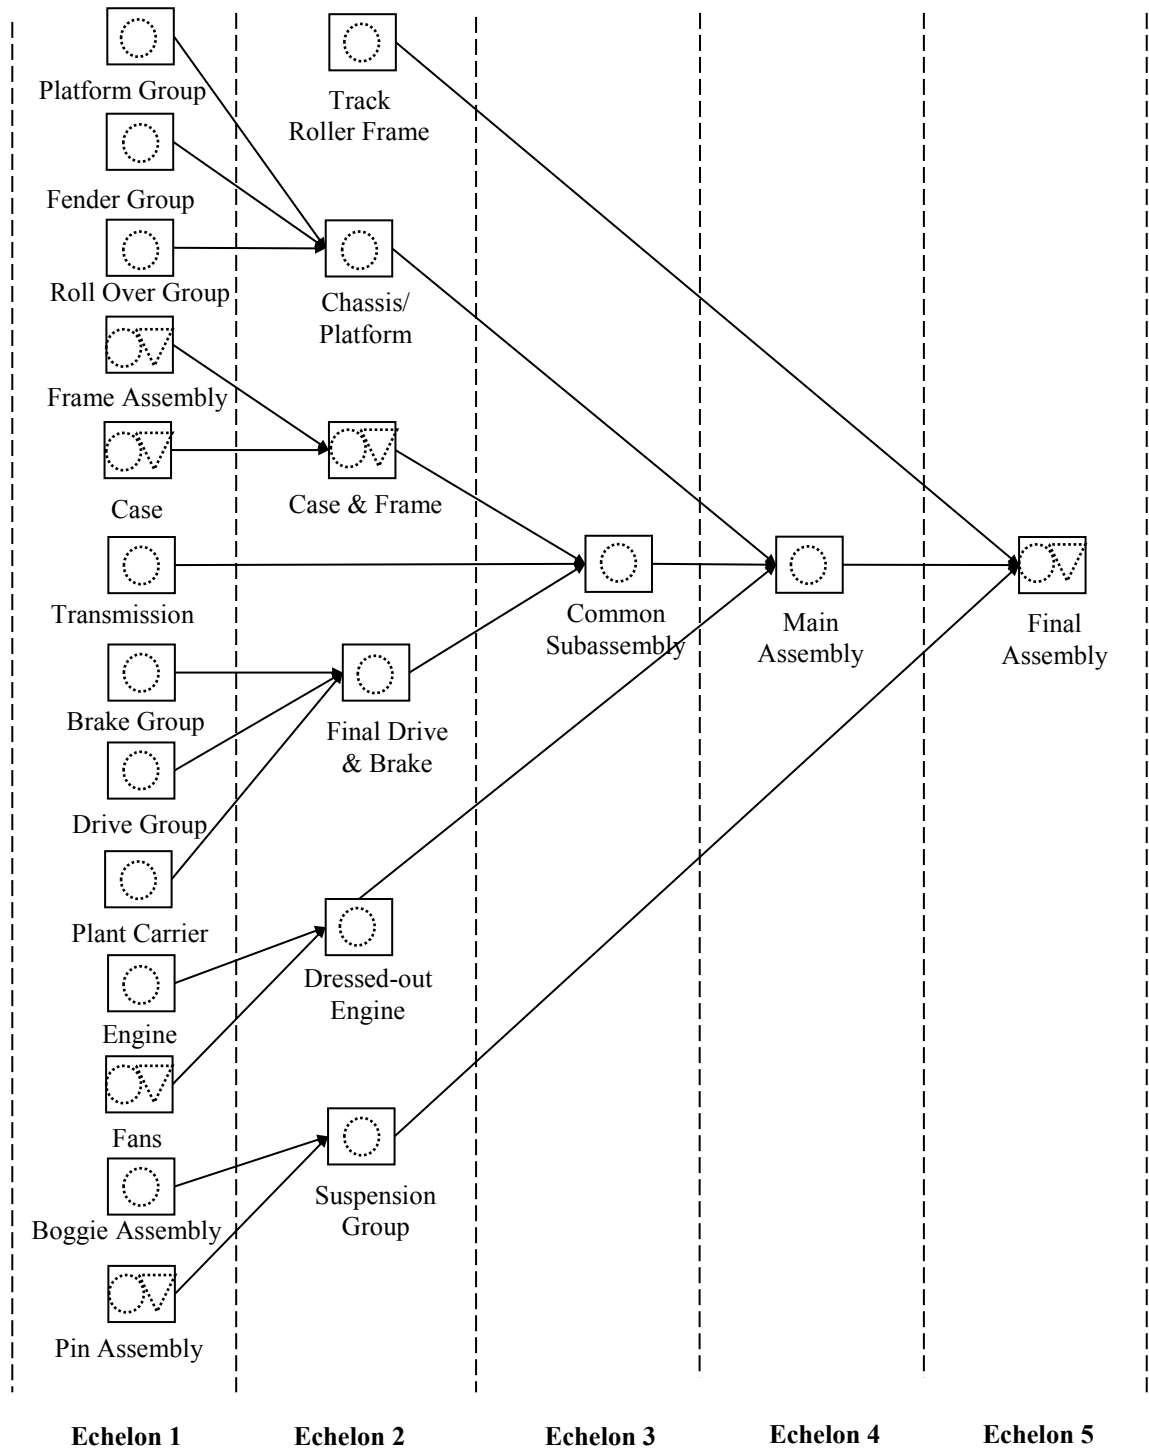 Platform Group
Track
Roller Frame
Fender Group
Roll Over Group
Chassis/
Platform
Frame Assembly
Case
Case & Frame
Transmission
Common
Subassembly
Main
Assembly
Final
Assembly
Brake Group
Final Drive
& Brake
Drive Group
Plant Carrier
Dressed-out
Engine
Engine
Fans
Suspension
Group
Boggie Assembly
Pin Assembly
Echelon 1
Echelon 2
Echelon 3
Echelon 4
Echelon 5